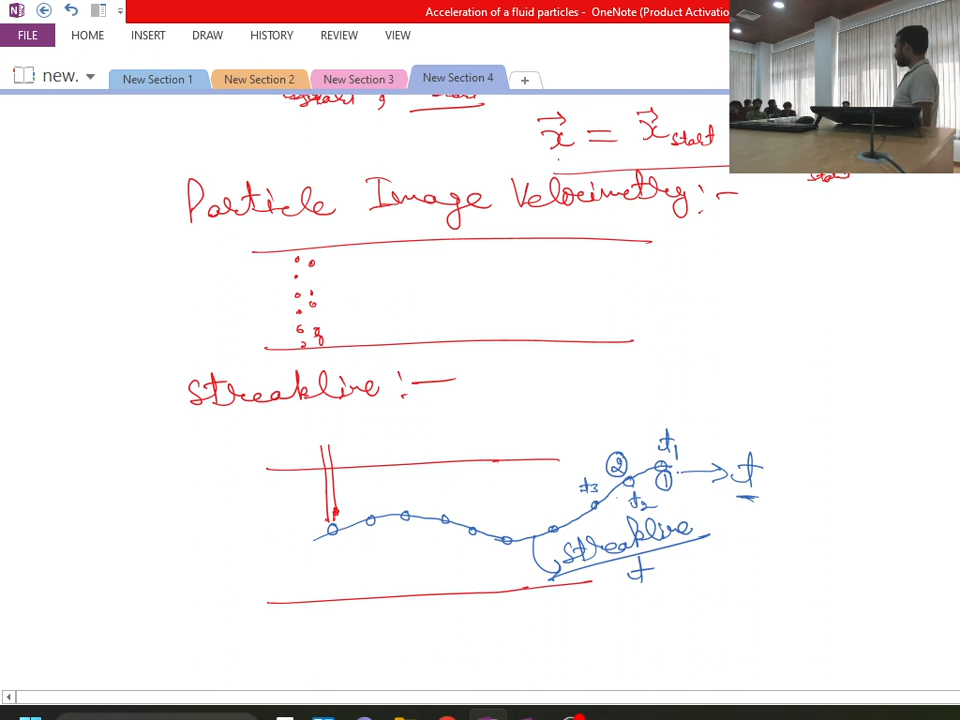 Acceleration of a fluid particles - OneNote (Product Activatio
FILE HOME INSERT DRAW HISTORY REVIEW VIEW
new. New Section 1 New Section 2 New Section 3 New Section 4 +
x = x start
Particle Image Velocimetry :-
Streakline :-
t1
2
1
t
t3
t2
streakline
t